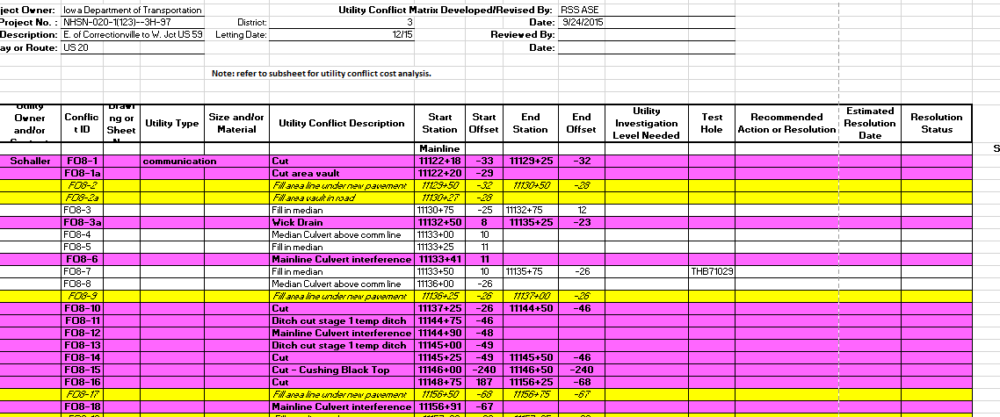 ject Owner: Iowa Department of Transportation Utility Conflict Matrix Developed/Revised By: RSS ASE
Project No. : NHSN-020-1(123)--3H-97 District: 3 Date: 9/24/2015
Description: E. of Correctionville to W. Jct US 59 Letting Date: 12/15 Reviewed By:
ay or Route: US 20 Date:
Note: refer to subsheet for utility conflict cost analysis.
Utility Owner and/or Conflic t ID ng or Sheet Utility Type Size and/or Material Utility Conflict Description Start Station Start Offset End Station End Offset Utility Investigation Level Needed Test Hole Recommended Action or Resolution Estimated Resolution Date Resolution Status
Mainline
S
Schaller FO8-1 communication Cut 11122+18 -33 11129+25 -32
FO8-1a Cut area vault 11122+20 -29
FO8-2 Fill area line under new pavement 11129+50 -32 11130+50 -28
FO8-2a Fill area vault in road 11130+27 -28
FO8-3 Fill in median 11130+75 -25 11132+75 12
FO8-3a Wick Drain 11132+50 8 11135+25 -23
FO8-4 Median Culvert above comm line 11133+00 10
FO8-5 Fill in median 11133+25 11
FO8-6 Mainline Culvert interference 11133+41 11
FO8-7 Fill in median 11133+50 10 11135+75 -26 THB71029
FO8-8 Median Culvert above comm line 11136+00 -26
FO8-9 Fill area line under new pavement 11136+25 -26 11137+00 -26
FO8-10 Cut 11137+25 -26 11144+50 -46
FO8-11 Ditch cut stage 1 temp ditch 11144+75 -46
FO8-12 Mainline Culvert interference 11144+90 -48
FO8-13 Ditch cut stage 1 temp ditch 11145+00 -49
FO8-14 Cut 11145+25 -49 11145+50 -46
FO8-15 Cut - Cushing Black Top 11146+00 -240 11146+50 -240
FO8-16 Cut 11148+75 187 11156+25 -68
FO8-17 Fill area line under new pavement 11156+50 -68 11156+75 -67
FO8-18 Mainline Culvert interference 11156+91 -67